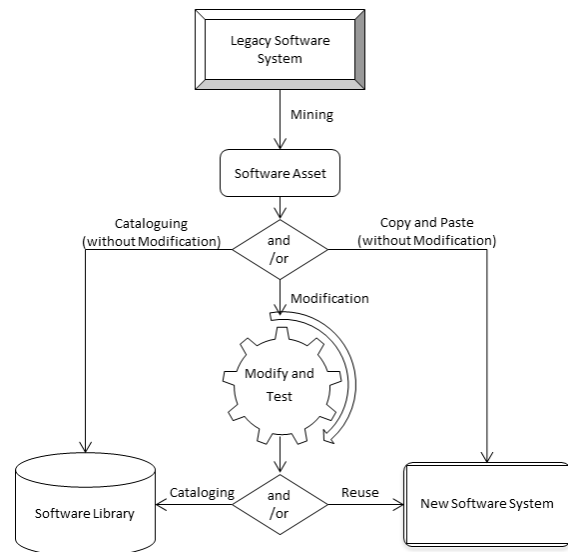 Legacy Software
System
Mining
Software Asset
Cataloguing
(without Modification)
and
/or
Copy and Paste
(without Modification)
Modification
Modify and
Test
Software Library
Cataloging
and
/or
Reuse
New Software System